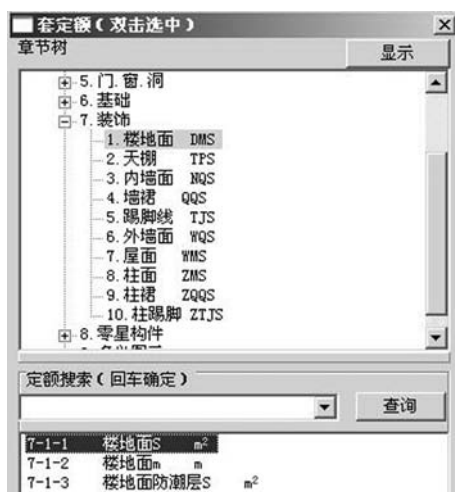 套定额(双击选中)
章节树
显示
5.门.窗.洞
6.基础
7.装饰
1.楼地面 DMS
2.天棚 TPS
3.内墙面 NQS
4.墙裙 QQS
5.踢脚线 TJS
6.外墙面 WQS
7.屋面 WMS
8.柱面 ZMS
9.柱裙 ZQQS
10.柱踢脚 ZTJS
8.零星构件
定额搜索(回车确定)
查询
7-1-1 楼地面S m²
7-1-2 楼地面m m
7-1-3 楼地面防潮层S m²